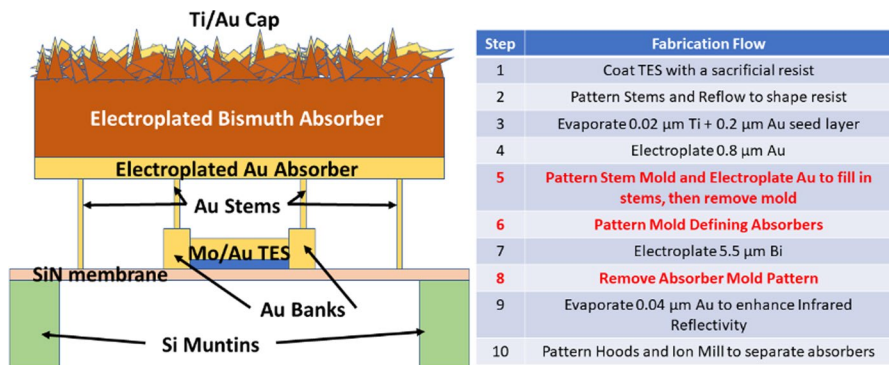 Ti/Au Cap
Electroplated Bismuth Absorber
Electroplated Au Absorber
Au Stems
Mo/Au TES
SiN membrane
Au Banks
Si Muntins
Step Fabrication Flow
1 Coat TES with a sacrificial resist
2 Pattern Stems and Reflow to shape resist
3 Evaporate 0.02 µm Ti + 0.2 µm Au seed layer
4 Electroplate 0.8 µm Au
5 Pattern Stem Mold and Electroplate Au to fill in
stems, then remove mold
6 Pattern Mold Defining Absorbers
7 Electroplate 5.5 µm Bi
8 Remove Absorber Mold Pattern
9 Evaporate 0.04 µm Au to enhance Infrared
Reflectivity
10 Pattern Hoods and Ion Mill to separate absorbers